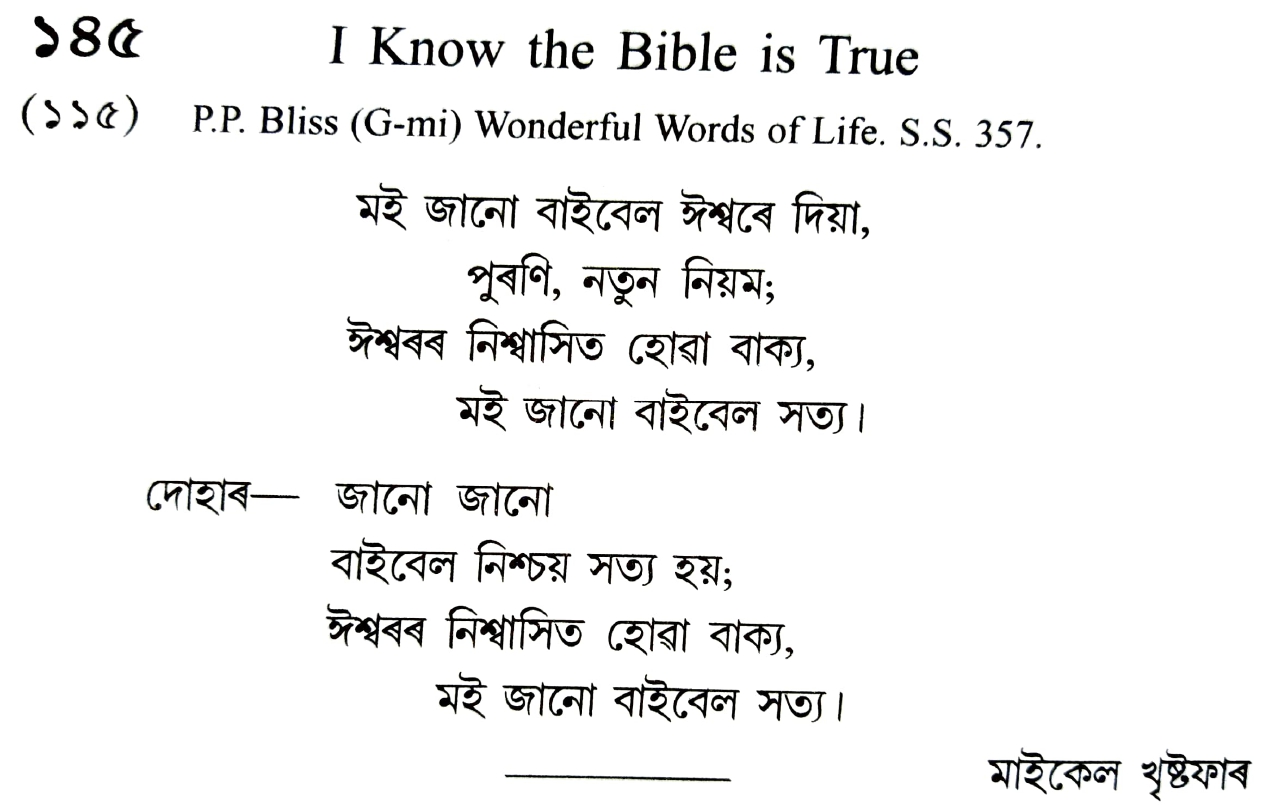 ১৪৫ I Know the Bible is True
(১১৫) P.P. Bliss (G-mi) Wonderful Words of Life. S.S. 357.
মই জানো বাইবেল ঈশ্বৰে দিয়া,
পুৰণি, নতুন নিয়ম;
ঈশ্বৰৰ নিশ্বাসিত হোৱা বাক্য,
মই জানো বাইবেল সত্য।
দোহাৰ— জানো জানো
বাইবেল নিশ্চয় সত্য হয়;
ঈশ্বৰৰ নিশ্বাসিত হোৱা বাক্য,
মই জানো বাইবেল সত্য।
মাইকেল খৃষ্টফাৰ